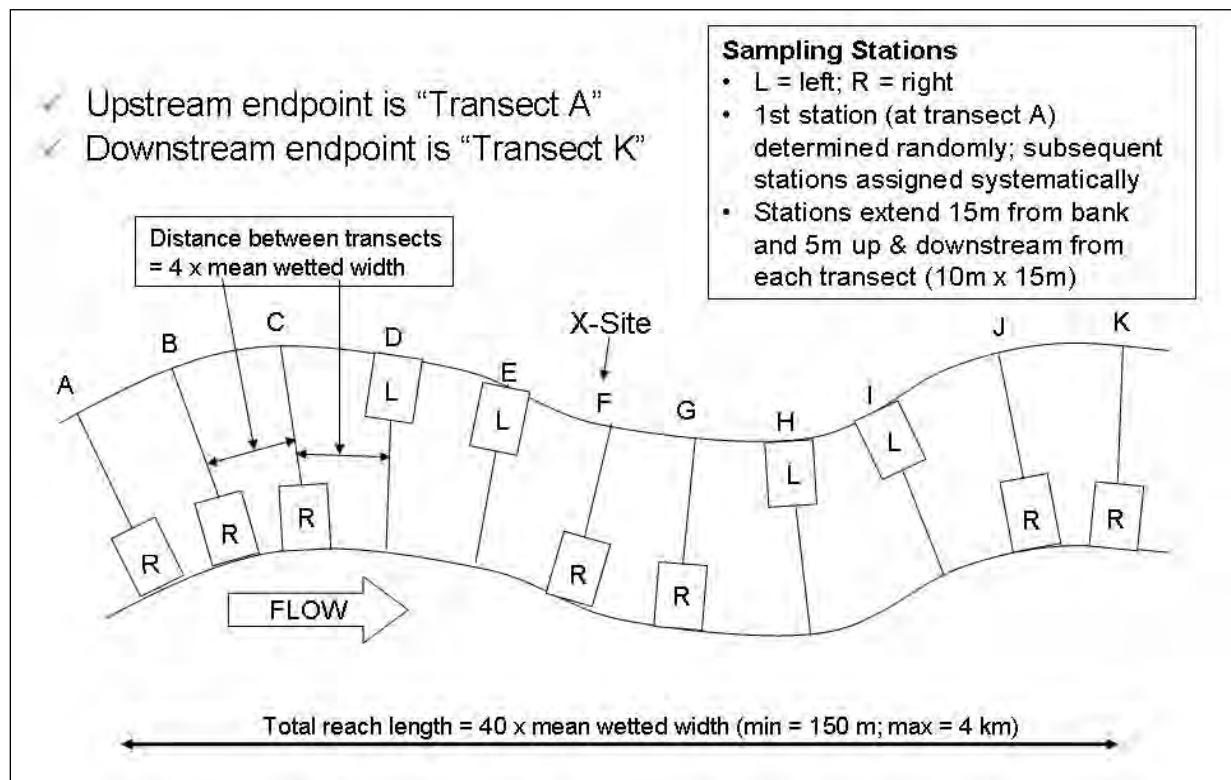 ✓ Upstream endpoint is “Transect A”
✓ Downstream endpoint is “Transect K”
Sampling Stations
• L = left; R = right
• 1st station (at transect A)
determined randomly; subsequent
stations assigned systematically
• Stations extend 15m from bank
and 5m up & downstream from
each transect (10m x 15m)
Distance between transects
= 4 x mean wetted width
X-Site
A
B
C
D
E
F
G
H
I
J
K
L
L
L
L
R
R
R
R
R
R
R
FLOW
Total reach length = 40 x mean wetted width (min = 150 m; max = 4 km)